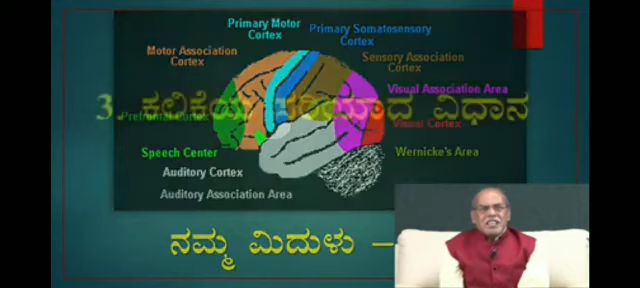 Primary Motor
Cortex
Primary Somatosensory
Cortex
Motor Association
Cortex
Sensory Association
Cortex
Visual Association Area
3. ಕಲಿಕೆಯ ಸರಿಯಾದ ವಿಧಾನ
Prefrontal Cortex
Visual Cortex
Speech Center
Wernicke's Area
Auditory Cortex
Auditory Association Area
ನಮ್ಮ ಮಿದುಳು –